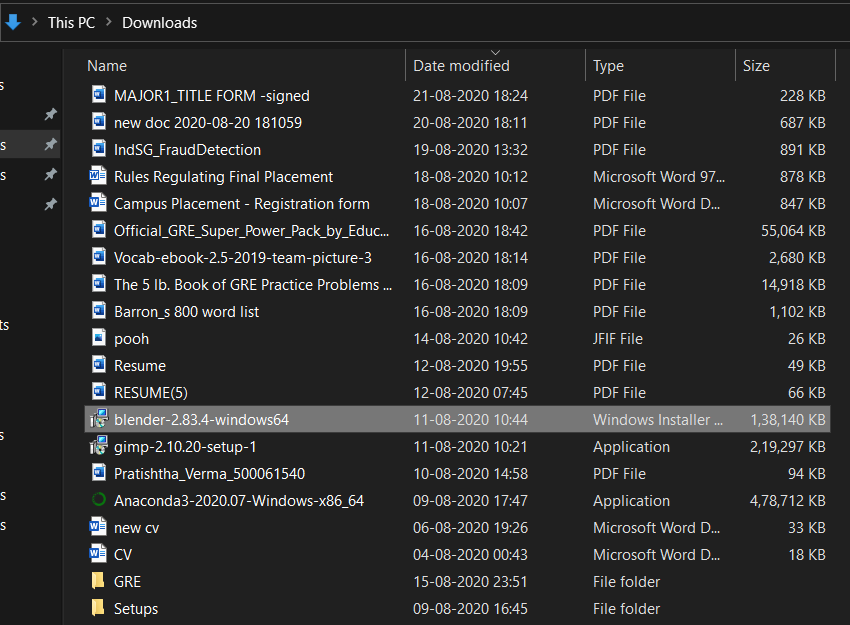 This PC > Downloads
Name Date modified Type Size
MAJOR1_TITLE FORM -signed 21-08-2020 18:24 PDF File 228 KB
new doc 2020-08-20 181059 20-08-2020 18:11 PDF File 687 KB
IndSG_FraudDetection 19-08-2020 13:32 PDF File 891 KB
Rules Regulating Final Placement 18-08-2020 10:12 Microsoft Word 97... 878 KB
Campus Placement - Registration form 18-08-2020 10:07 Microsoft Word D... 847 KB
Official_GRE_Super_Power_Pack_by_Educ... 16-08-2020 18:42 PDF File 55,064 KB
Vocab-ebook-2.5-2019-team-picture-3 16-08-2020 18:14 PDF File 2,680 KB
The 5 lb. Book of GRE Practice Problems ... 16-08-2020 18:09 PDF File 14,918 KB
Barron_s 800 word list 16-08-2020 18:09 PDF File 1,102 KB
pooh 14-08-2020 10:42 JFIF File 26 KB
Resume 12-08-2020 19:55 PDF File 49 KB
RESUME(5) 12-08-2020 07:45 PDF File 66 KB
blender-2.83.4-windows64 11-08-2020 10:44 Windows Installer ... 1,38,140 KB
gimp-2.10.20-setup-1 11-08-2020 10:21 Application 2,19,297 KB
Pratishtha_Verma_500061540 10-08-2020 14:58 PDF File 94 KB
Anaconda3-2020.07-Windows-x86_64 09-08-2020 17:47 Application 4,78,712 KB
new cv 06-08-2020 19:26 Microsoft Word D... 33 KB
CV 04-08-2020 00:43 Microsoft Word D... 18 KB
GRE 15-08-2020 23:51 File folder
Setups 09-08-2020 16:45 File folder